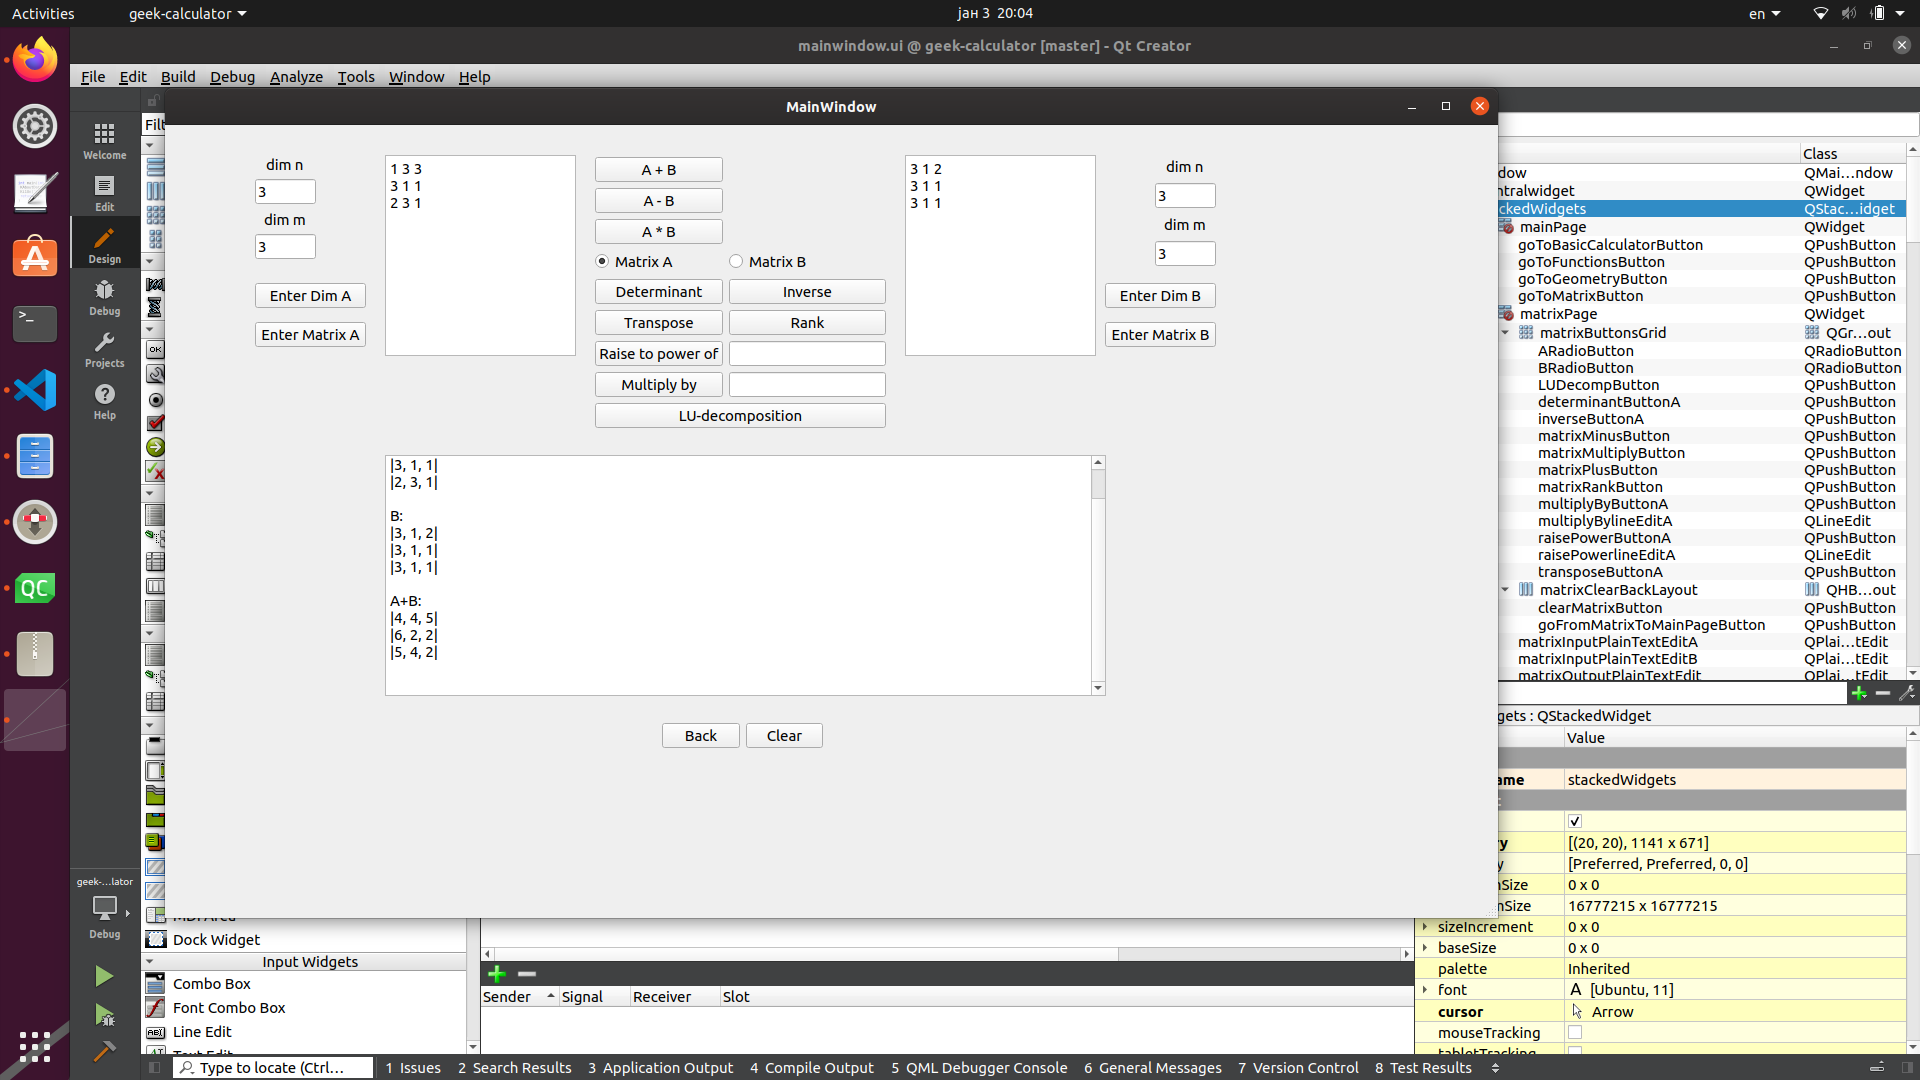 Activities
geek-calculator
јан 3 20:04
en
mainwindow.ui @ geek-calculator [master] - Qt Creator
File Edit Build Debug Analyze Tools Window Help
MainWindow
Welcome
Edit
Design
Debug
Projects
Help
geek-...lator
Debug
dim n
3
dim m
3
Enter Dim A
Enter Matrix A
1 3 3
3 1 1
2 3 1
A + B
A - B
A * B
Matrix A
Matrix B
Determinant
Inverse
Transpose
Rank
Raise to power of
Multiply by
LU-decomposition
3 1 2
3 1 1
3 1 1
dim n
3
dim m
3
Enter Dim B
Enter Matrix B
|3, 1, 1|
|2, 3, 1|
B:
|3, 1, 2|
|3, 1, 1|
|3, 1, 1|
A+B:
|4, 4, 5|
|6, 2, 2|
|5, 4, 2|
Back
Clear
Class
QMai...ndow
QWidget
QStac...idget
mainPage QWidget
goToBasicCalculatorButton QPushButton
goToFunctionsButton QPushButton
goToGeometryButton QPushButton
goToMatrixButton QPushButton
matrixPage QWidget
matrixButtonsGrid QGr...out
ARadioButton QRadioButton
BRadioButton QRadioButton
LUDecompButton QPushButton
determinantButtonA QPushButton
inverseButtonA QPushButton
matrixMinusButton QPushButton
matrixMultiplyButton QPushButton
matrixPlusButton QPushButton
matrixRankButton QPushButton
multiplyByButtonA QPushButton
multiplyBylineEditA QLineEdit
raisePowerButtonA QPushButton
raisePowerlineEditA QLineEdit
transposeButtonA QPushButton
matrixClearBackLayout QHB...out
clearMatrixButton QPushButton
goFromMatrixToMainPageButton QPushButton
matrixInputPlainTextEditA QPlai...tEdit
matrixInputPlainTextEditB QPlai...tEdit
matrixOutputPlainTextEdit QPlai...tEdit
gets : QStackedWidget
Value
stackedWidgets
[(20, 20), 1141 x 671]
[Preferred, Preferred, 0, 0]
0 x 0
16777215 x 16777215
sizeIncrement 0 x 0
baseSize 0 x 0
palette Inherited
font A [Ubuntu, 11]
cursor Arrow
mouseTracking
tabletTracking
Dock Widget
Input Widgets
Combo Box
Font Combo Box
Line Edit
Text Edit
Sender Signal Receiver Slot
Type to locate (Ctrl...
1 Issues 2 Search Results 3 Application Output 4 Compile Output 5 QML Debugger Console 6 General Messages 7 Version Control 8 Test Results